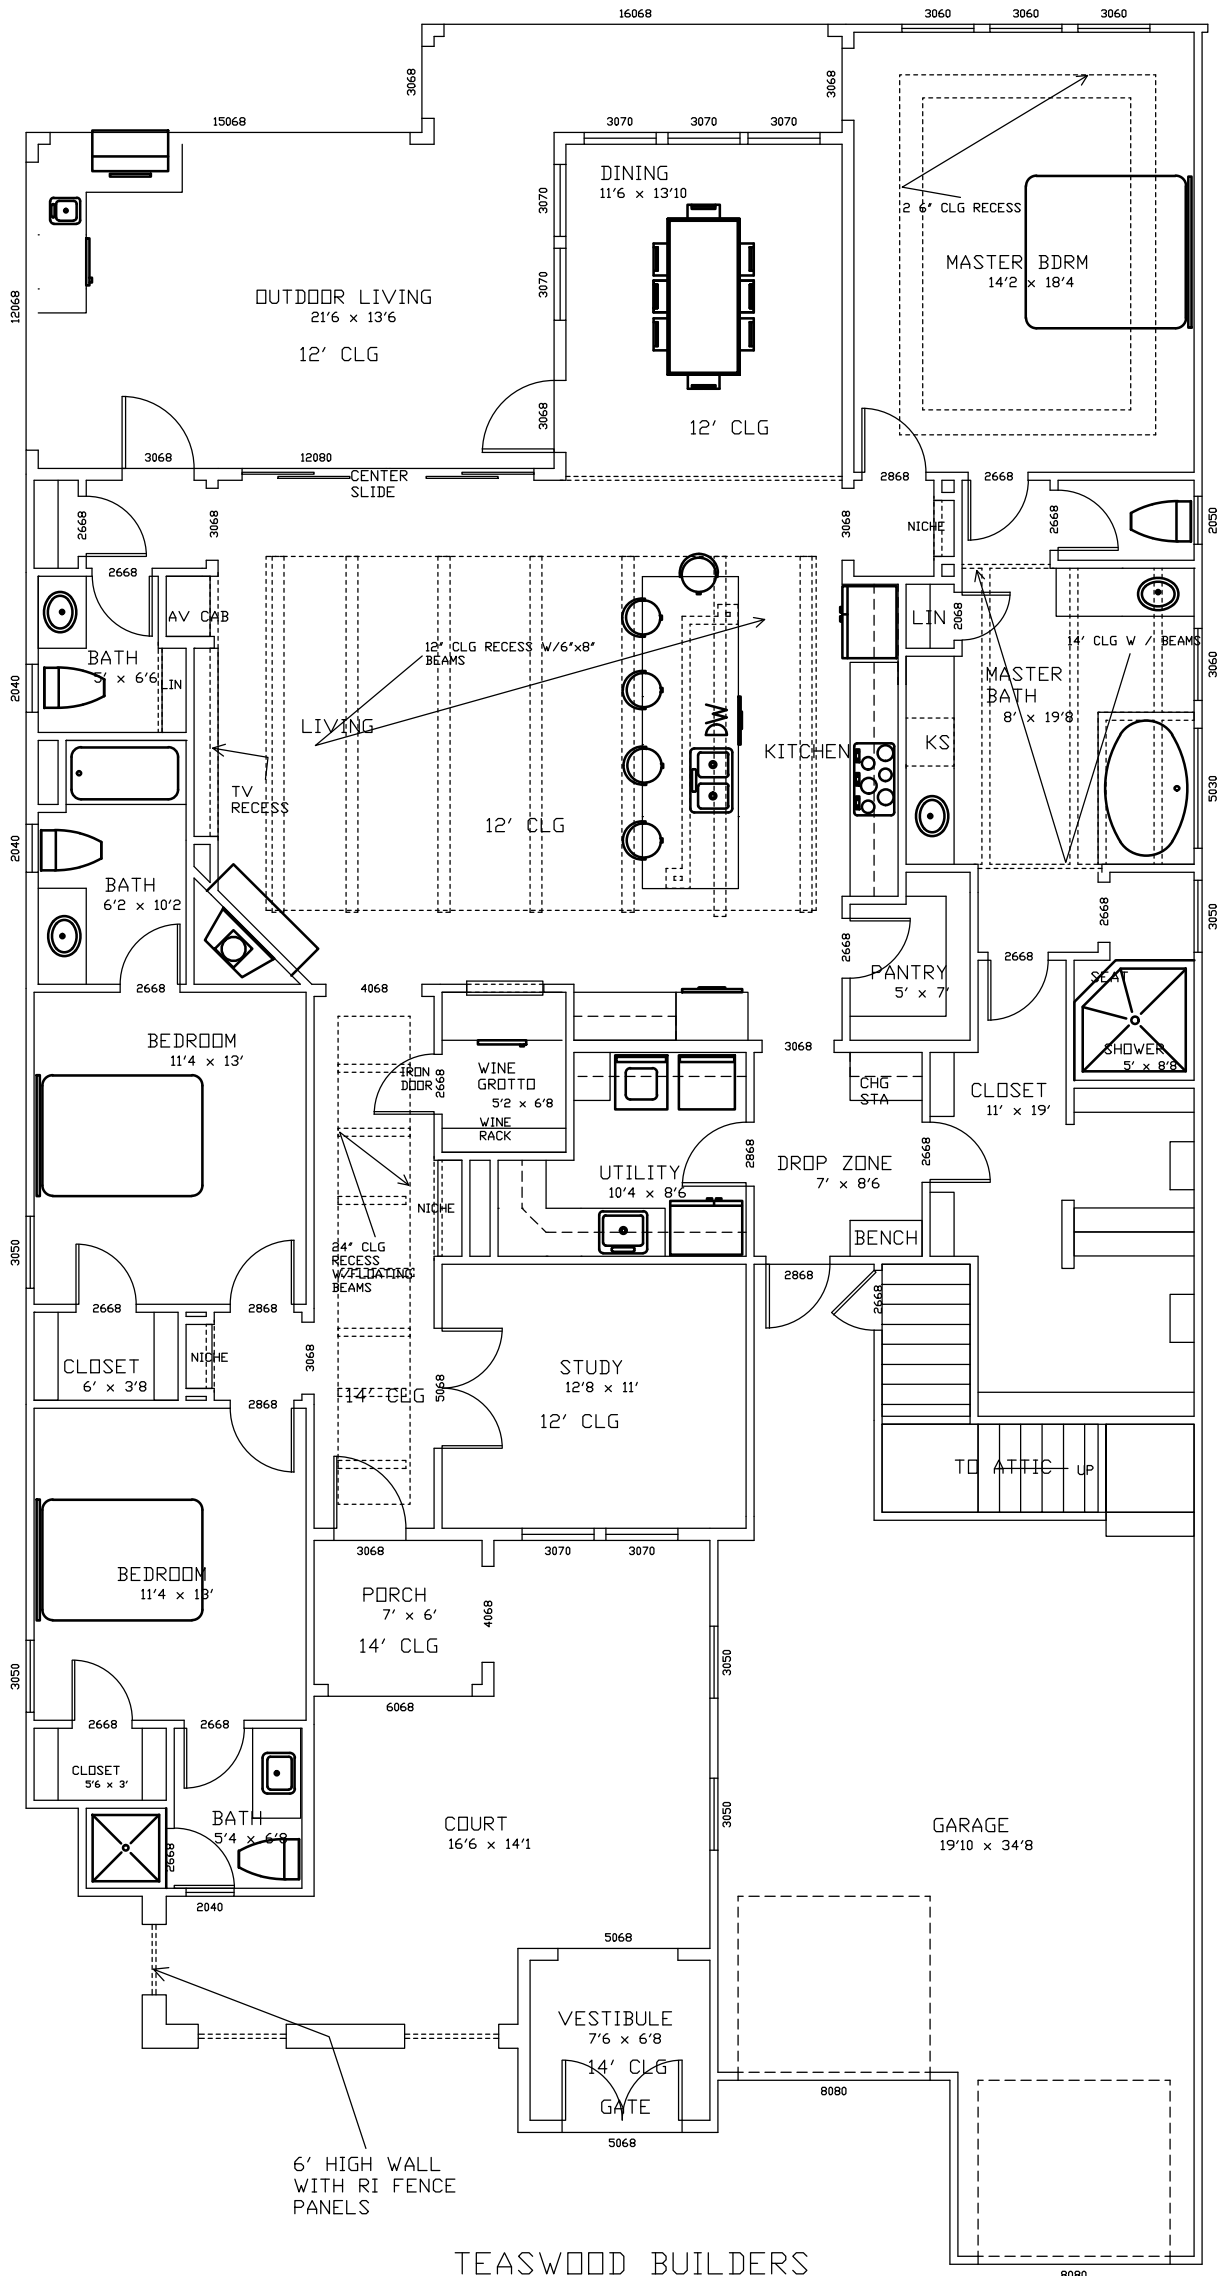 16068
3060
3060
3060
3068
3068
15068
3070
3070
3070
DINING
11'6 x 13'10
3070
2 6" CLG RECESS
MASTER BDRM
14'2 x 18'4
12068
3070
OUTDOOR LIVING
21'6 x 13'6
12' CLG
3068
12' CLG
3068
12080
CENTER
SLIDE
2868
2668
2668
3068
3068
NICHE
2668
2050
2668
AV CAB
LIN
2068
12" CLG RECESS W/6"x8"
BEAMS
14' CLG W / BEAMS
BATH
5' x 6'6
LIN
2040
3060
MASTER
BATH
8' x 19'8
LIVING
DW
KITCHEN
KS
TV
RECESS
5030
12' CLG
2040
BATH
6'2 x 10'2
2668
3050
2668
2668
PANTRY
5' x 7'
SEAT
2668
4068
BEDROOM
11'4 x 13'
3068
SHOWER
5' x 8'8
IRON
DOOR
2668
WINE
GROTTO
5'2 x 6'8
CHG
STA
CLOSET
11' x 19'
WINE
RACK
2868
2668
UTILITY
10'4 x 8'6
DROP ZONE
7' x 8'6
NICHE
3050
BENCH
24" CLG
RECESS
W/FLOATING
BEAMS
2868
2668
2668
2868
CLOSET
6' x 3'8
NICHE
3068
STUDY
12'8 x 11'
14' CLG
5068
12' CLG
2868
TO ATTIC
UP
3068
3070
3070
BEDROOM
11'4 x 13'
PORCH
7' x 6'
4068
14' CLG
3050
3050
6068
2668
2668
CLOSET
5'6 x 3'
3050
BATH
5'4 x 6'8
2668
COURT
16'6 x 14'1
GARAGE
19'10 x 34'8
2040
5068
VESTIBULE
7'6 x 6'8
14' CLG
GATE
8080
5068
6' HIGH WALL
WITH RI FENCE
PANELS
TEASWOOD BUILDERS
8080